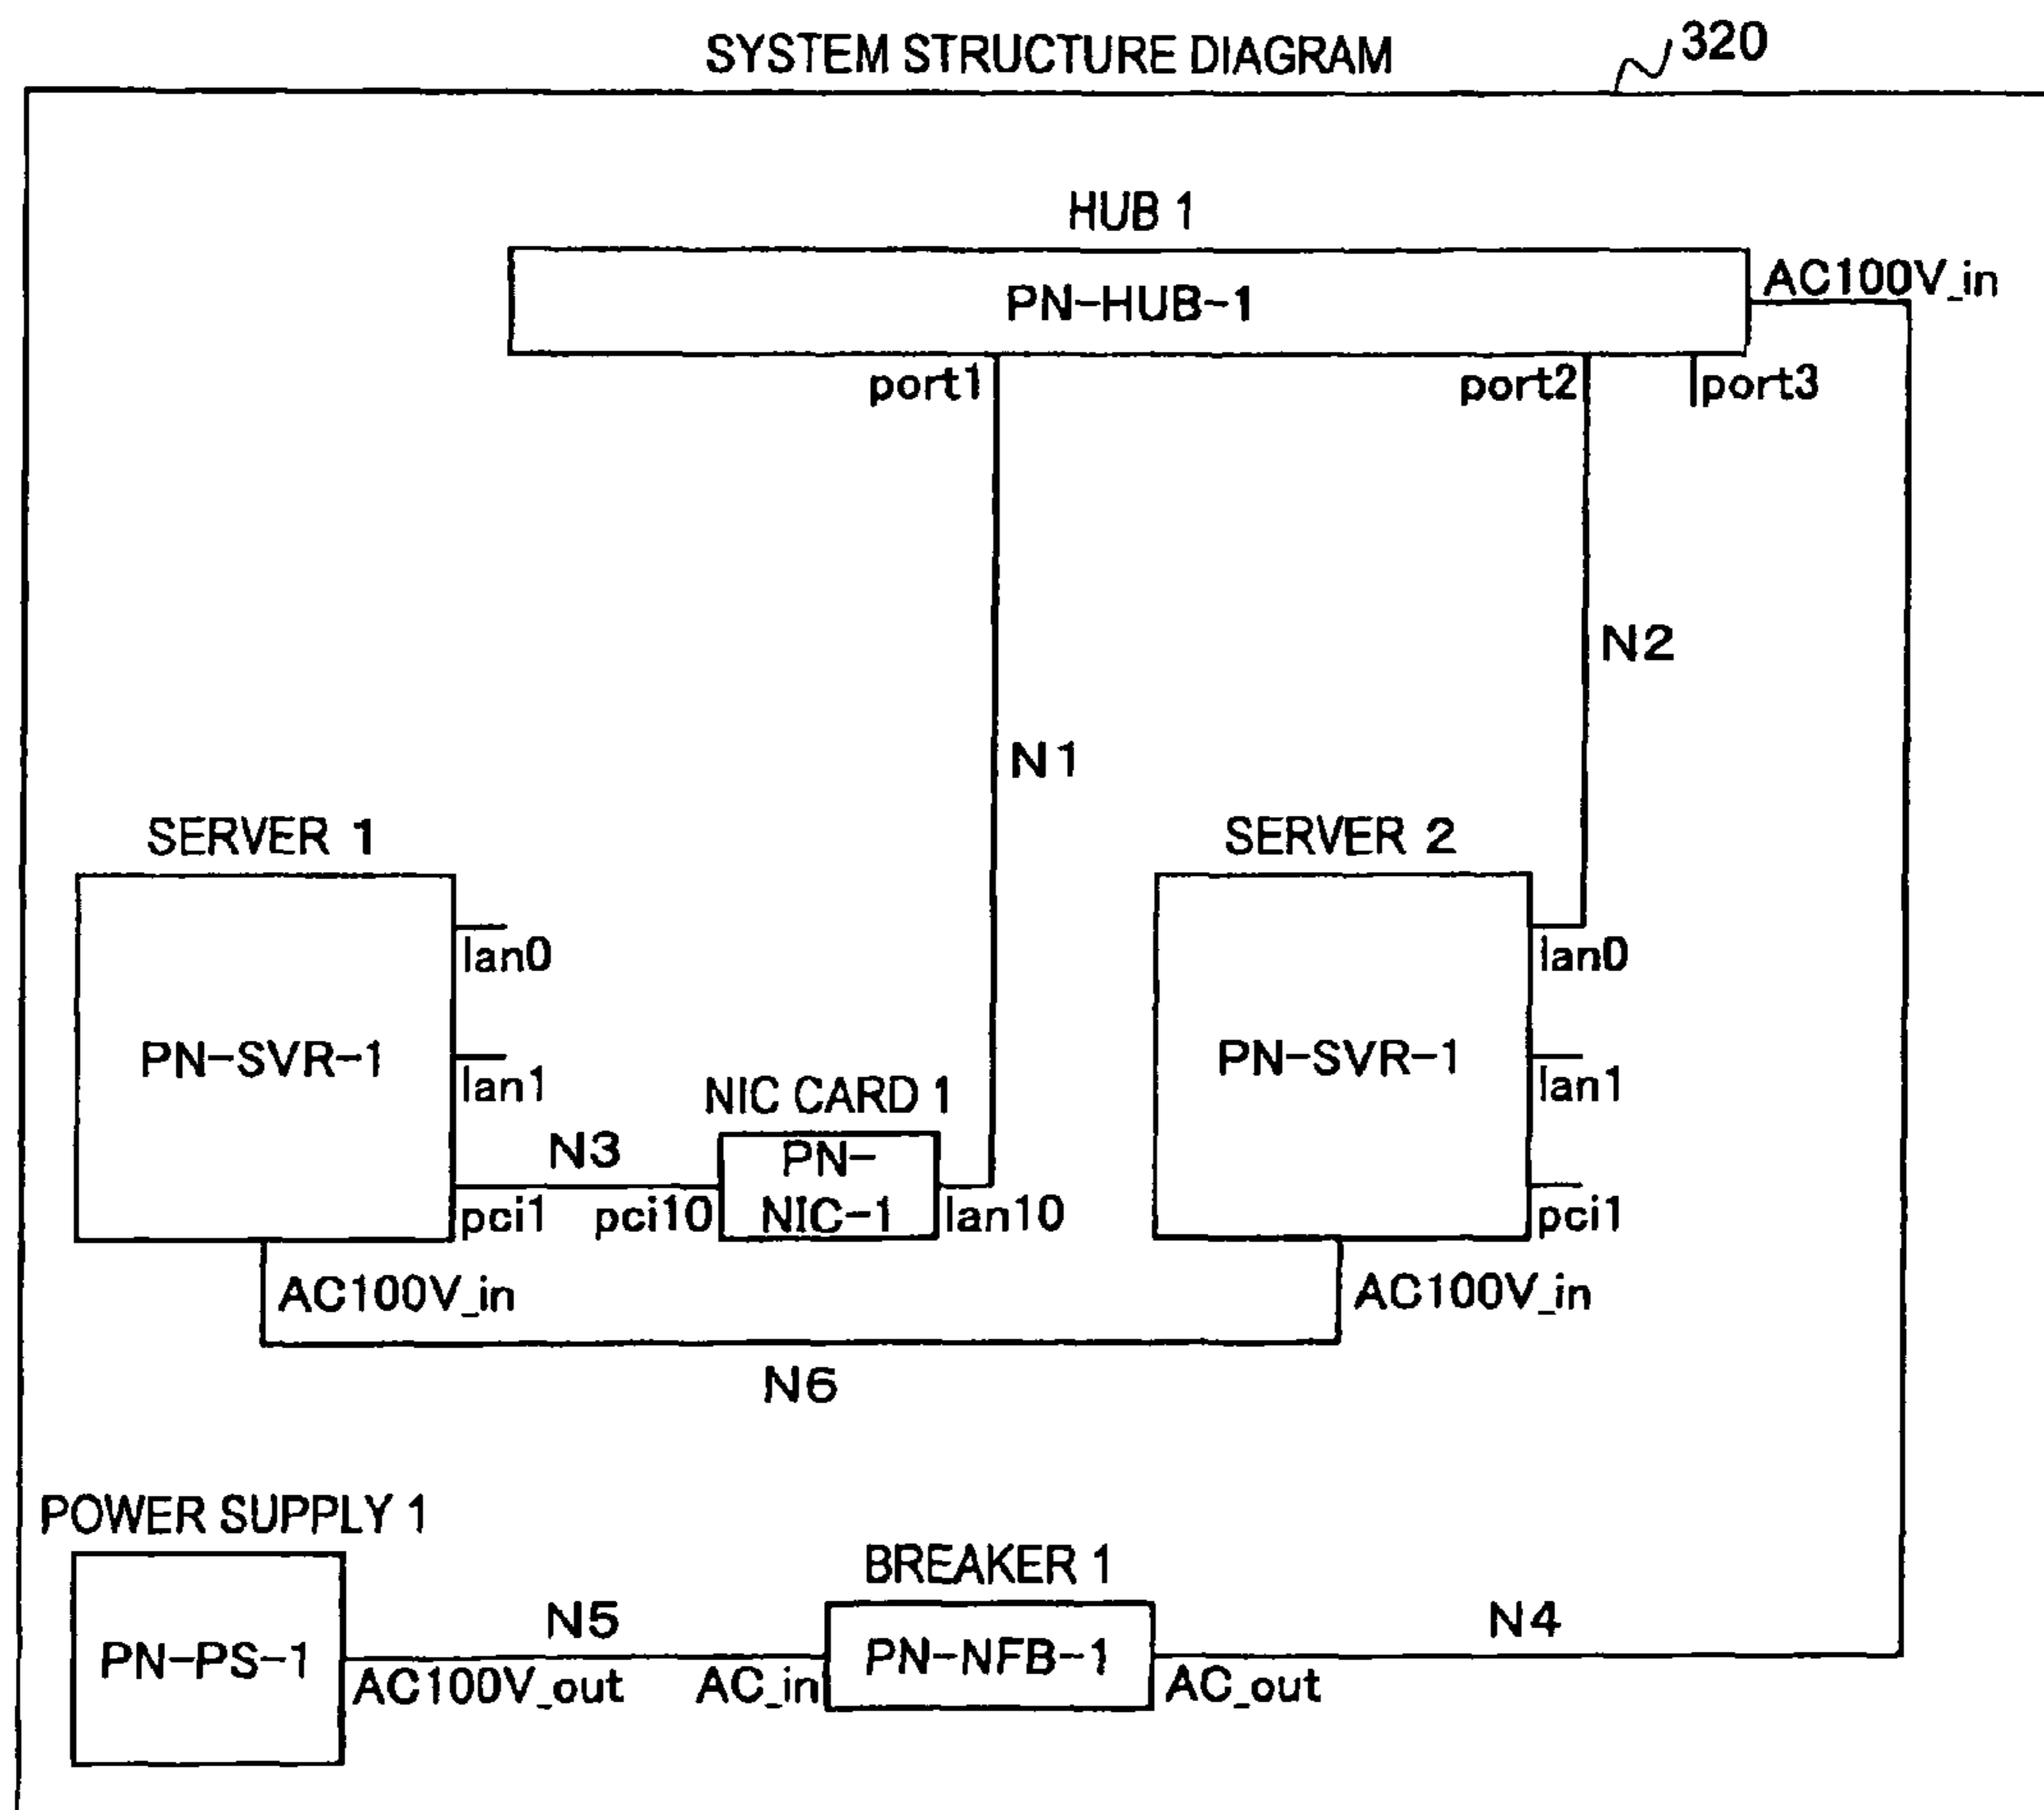 SYSTEM STRUCTURE DIAGRAM
320
HUB 1
PN-HUB-1
AC100V_in
port1
port2
port3
N2
N1
SERVER 1
SERVER 2
lan0
lan0
PN-SVR-1
PN-SVR-1
lan1
lan1
NIC CARD 1
N3
PN-
NIC-1
pci1
pci10
lan10
pci1
AC100V_in
AC100V_in
N6
POWER SUPPLY 1
BREAKER 1
N5
N4
PN-PS-1
PN-NFB-1
AC100V_out
AC_in
AC_out